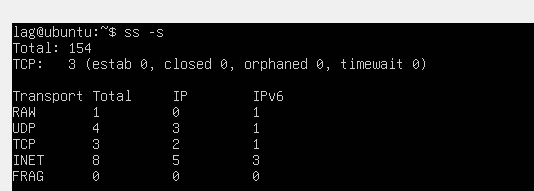 lag@ubuntu:~$ ss -s
Total: 154
TCP:   3 (estab 0, closed 0, orphaned 0, timewait 0)

Transport Total     IP        IPv6
RAW       1         0         1
UDP       4         3         1
TCP       3         2         1
INET      8         5         3
FRAG      0         0         0